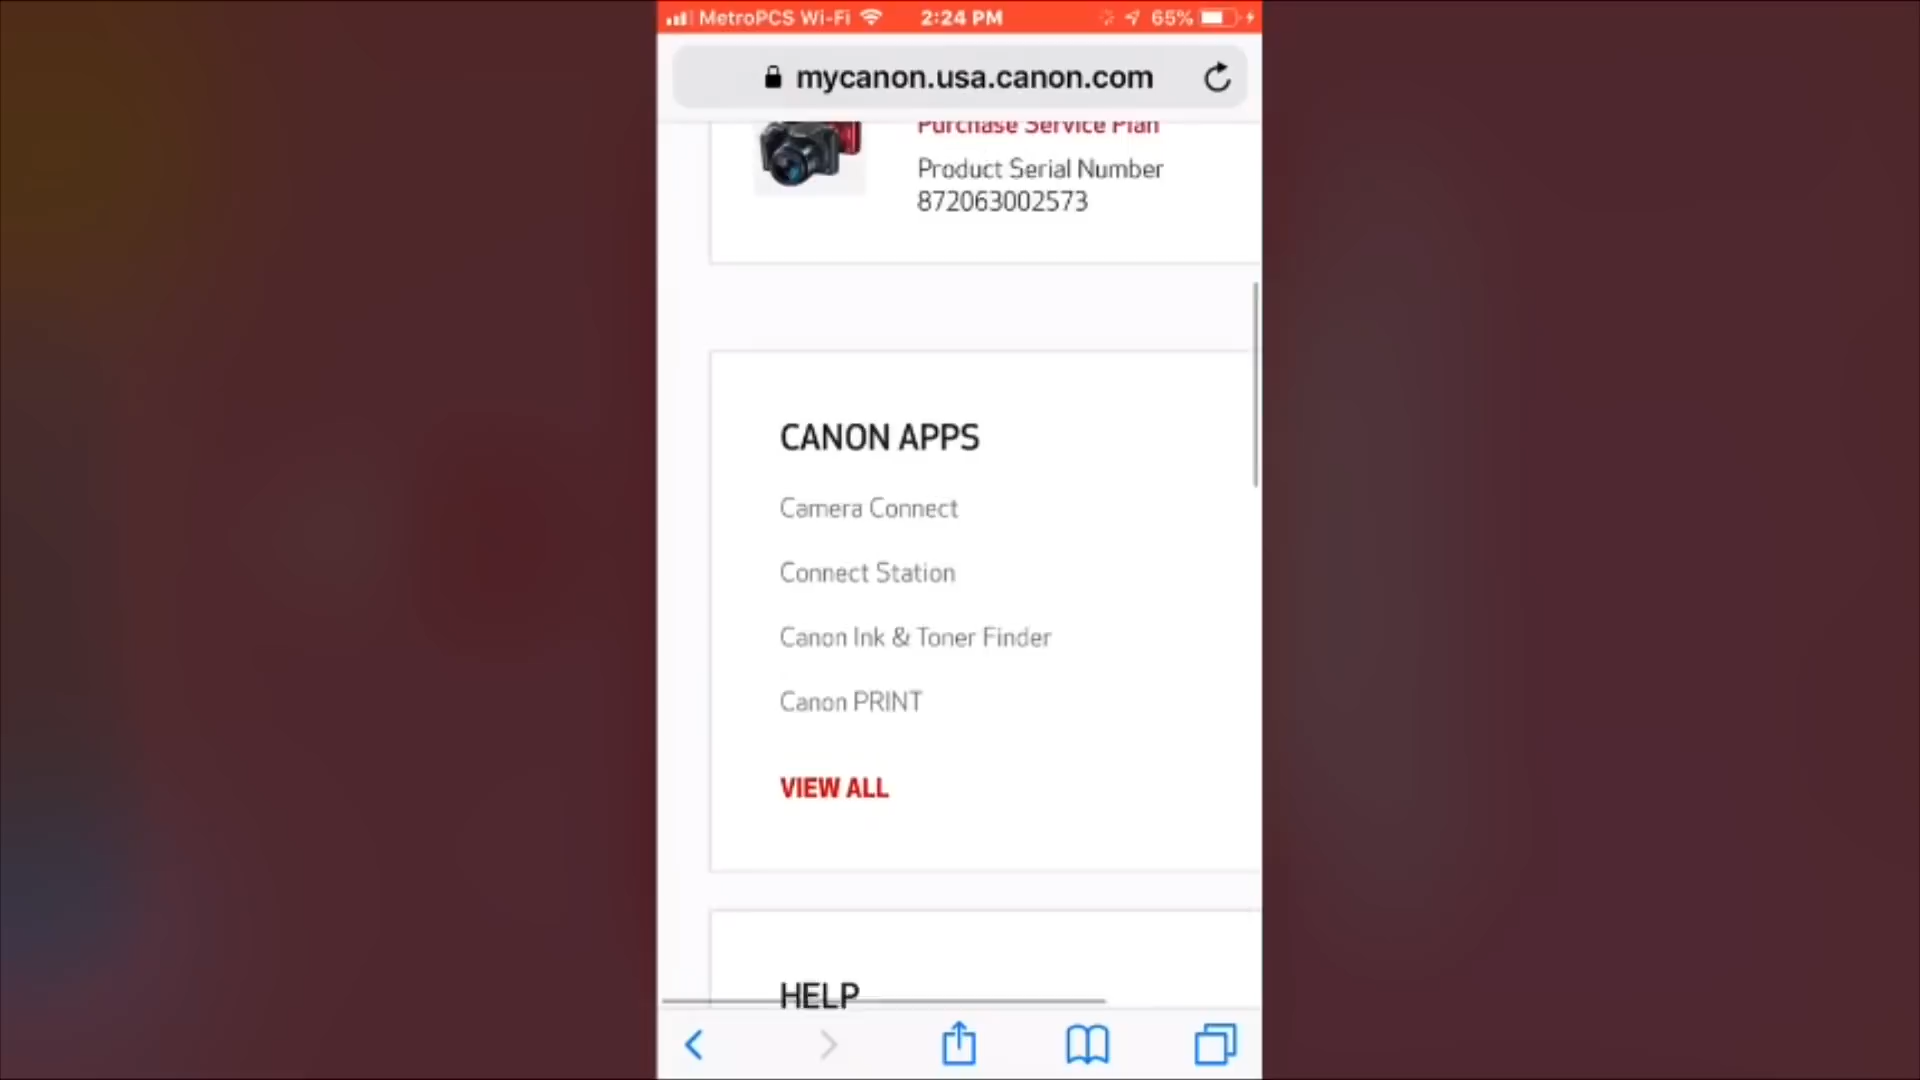 MetroPCS Wi-Fi 2:24 PM 65%
mycanon.usa.canon.com
Purchase Service Plan
Product Serial Number
872063002573
CANON APPS
Camera Connect
Connect Station
Canon Ink & Toner Finder
Canon PRINT
VIEW ALL
HELP